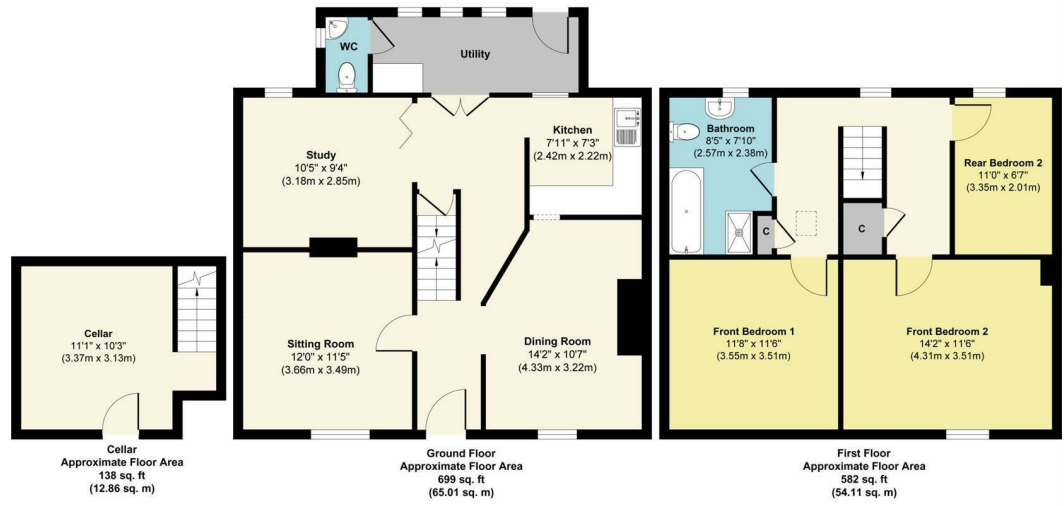 WC
Utility
Kitchen
7'11" x 7'3"
(2.42m x 2.22m)
Study
10'5" x 9'4"
(3.18m x 2.85m)
Bathroom
8'5" x 7'10"
(2.57m x 2.38m)
Rear Bedroom 2
11'0" x 6'7"
(3.35m x 2.01m)
C
C
Cellar
11'1" x 10'3"
(3.37m x 3.13m)
Sitting Room
12'0" x 11'5"
(3.66m x 3.49m)
Dining Room
14'2" x 10'7"
(4.33m x 3.22m)
Front Bedroom 1
11'8" x 11'6"
(3.55m x 3.51m)
Front Bedroom 2
14'2" x 11'6"
(4.31m x 3.51m)
Cellar
Approximate Floor Area
138 sq. ft
(12.86 sq. m)
Ground Floor
Approximate Floor Area
699 sq. ft
(65.01 sq. m)
First Floor
Approximate Floor Area
582 sq. ft
(54.11 sq. m)